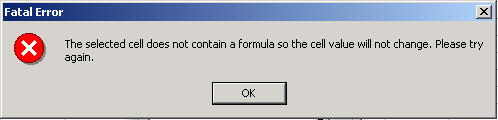 Fatal Error
The selected cell does not contain a formula so the cell value will not change. Please try
again.
OK